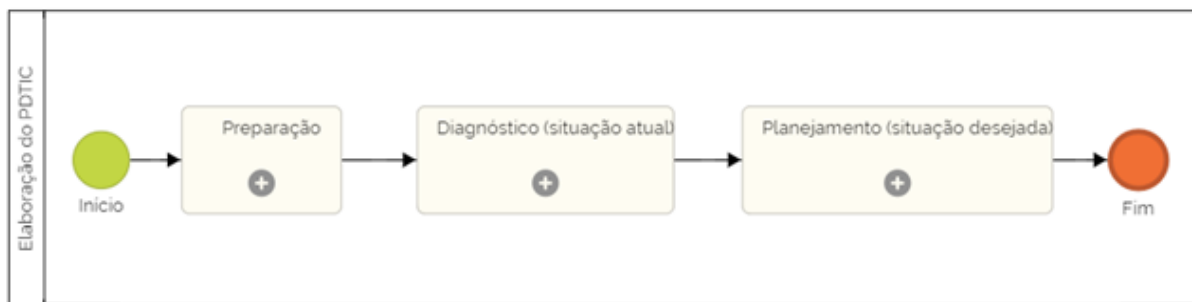 Elaboração do PDTIC
Início
Preparação
Diagnóstico (situação atual)
Planejamento (situação desejada)
Fim